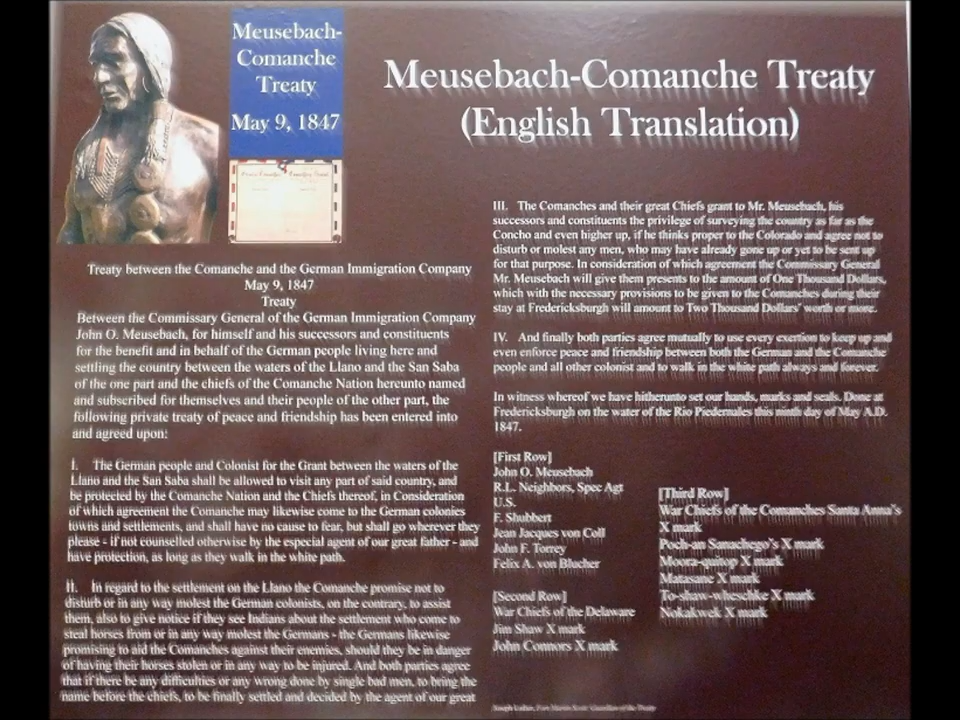 Meusebach-
Comanche
Treaty
May 9, 1847
Meusebach-Comanche Treaty
(English Translation)
Treaty between the Comanche and the German Immigration Company
May 9, 1847
Treaty
Between the Commissary General of the German Immigration Company
John O. Meusebach, for himself and his successors and constituents
for the benefit and in behalf of the German people living here and
settling the country between the waters of the Llano and the San Saba
of the one part and the chiefs of the Comanche Nation hereunto named
and subscribed for themselves and their people of the other part, the
following private treaty of peace and friendship has been entered into
and agreed upon:
I. The German people and Colonist for the Grant between the waters of the
Llano and the San Saba shall be allowed to visit any part of said country, and
be protected by the Comanche Nation and the Chiefs thereof, in Consideration
of which agreement the Comanche may likewise come to the German colonies
towns and settlements, and shall have no cause to fear, but shall go wherever they
please - if not counselled otherwise by the especial agent of our great father - and
have protection, as long as they walk in the white path.
II. In regard to the settlement on the Llano the Comanche promise not to
disturb or in any way molest the German colonists, on the contrary, to assist
them, also to give notice if they see Indians about the settlement who come to
steal horses from or in any way molest the Germans - the Germans likewise
promising to aid the Comanches against their enemies, should they be in danger
of having their horses stolen or in any way to be injured. And both parties agree
that if there be any difficulties or any wrong done by single bad men, to bring the
name before the chiefs, to be finally settled and decided by the agent of our great
III. The Comanches and their great Chiefs grant to Mr. Meusebach, his
successors and constituents the privilege of surveying the country as far as the
Concho and even higher up, if he thinks proper to the Colorado and agree not to
disturb or molest any men, who may have already gone up or yet to be sent up
for that purpose. In consideration of which agreement the Commissary General
Mr. Meusebach will give them presents to the amount of One Thousand Dollars,
which with the necessary provisions to be given to the Comanches during their
stay at Fredericksburgh will amount to Two Thousand Dollars' worth or more.
IV. And finally both parties agree mutually to use every exertion to keep up and
even enforce peace and friendship between both the German and the Comanche
people and all other colonist and to walk in the white path always and forever.
In witness whereof we have hitherunto set our hands, marks and seals. Done at
Fredericksburgh on the water of the Rio Piedernales this ninth day of May A.D.
1847.
[First Row]
John O. Meusebach
R.L. Neighbors, Spec Agt
U.S.
F. Shubbert
Jean Jacques von Coll
John F. Torrey
Felix A. von Blucher
[Second Row]
War Chiefs of the Delaware
Jim Shaw X mark
John Connors X mark
[Third Row]
War Chiefs of the Comanches Santa Anna's
X mark
Poch-an Sanachego's X mark
Moora-quitop X mark
Matasane X mark
To-shaw-wheschke X mark
Nokakwek X mark